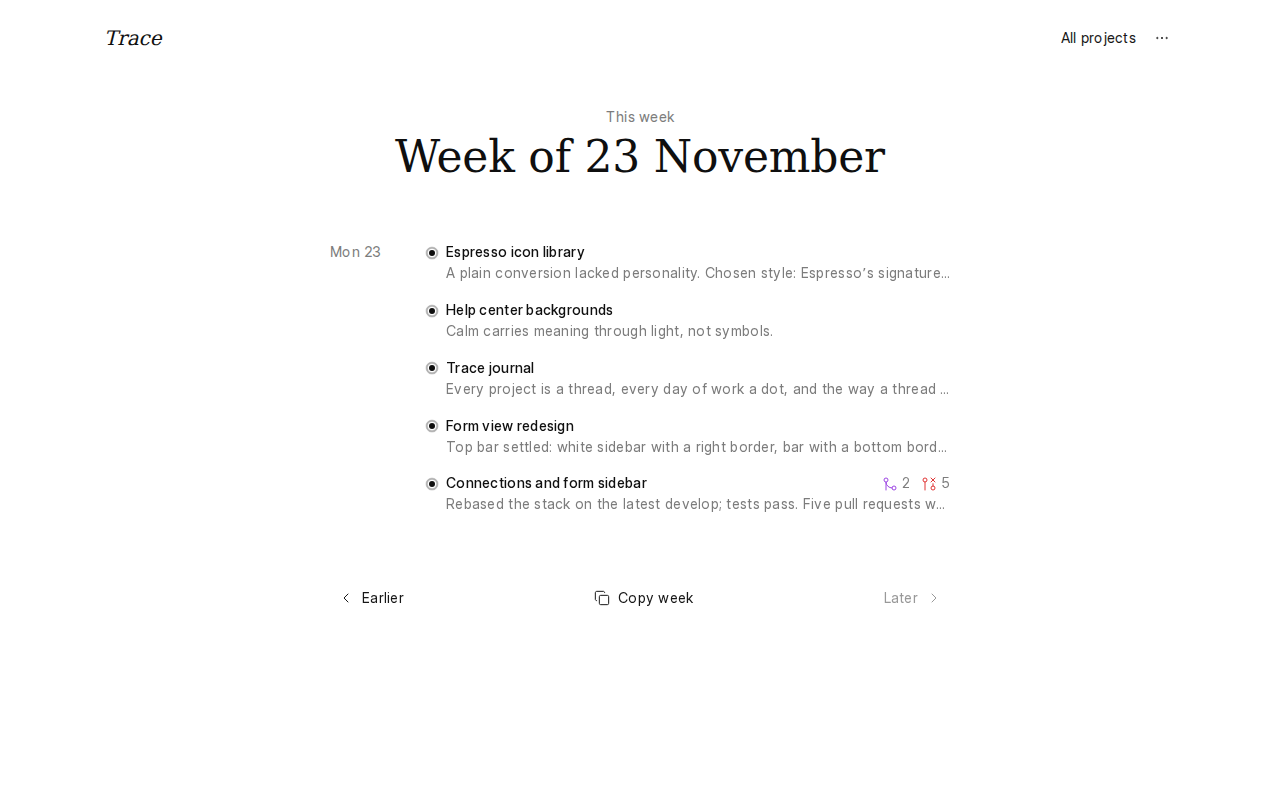 Trace
All projects
This week
Week of 23 November
Mon 23
Espresso icon library
A plain conversion lacked personality. Chosen style: Espresso’s signature...
Help center backgrounds
Calm carries meaning through light, not symbols.
Trace journal
Every project is a thread, every day of work a dot, and the way a thread ...
Form view redesign
Top bar settled: white sidebar with a right border, bar with a bottom bord...
Connections and form sidebar 2 5
Rebased the stack on the latest develop; tests pass. Five pull requests w...
Earlier
Copy week
Later